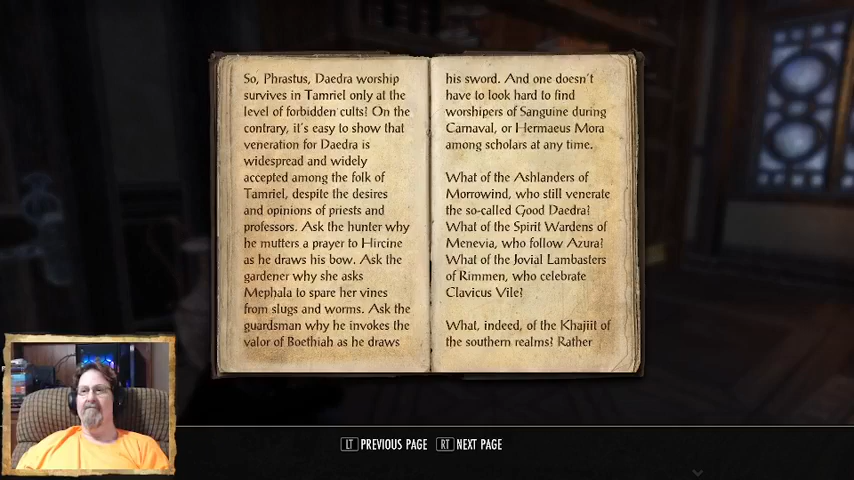 So, Phrastus, Daedra worship
survives in Tamriel only at the
level of forbidden cults? On the
contrary, it's easy to show that
veneration for Daedra is
widespread and widely
accepted among the folk of
Tamriel, despite the desires
and opinions of priests and
professors. Ask the hunter why
he mutters a prayer to Hircine
as he draws his bow. Ask the
gardener why she asks
Mephala to spare her vines
from slugs and worms. Ask the
guardsman why he invokes the
valor of Boethiah as he draws
his sword. And one doesn't
have to look hard to find
worshipers of Sanguine during
Carnaval, or Hermaeus Mora
among scholars at any time.
What of the Ashlanders of
Morrowind, who still venerate
the so-called Good Daedra?
What of the Spirit Wardens of
Menevia, who follow Azura?
What of the Jovial Lambasters
of Rimmen, who celebrate
Clavicus Vile?
What, indeed, of the Khajiit of
the southern realms? Rather
LT PREVIOUS PAGE RT NEXT PAGE